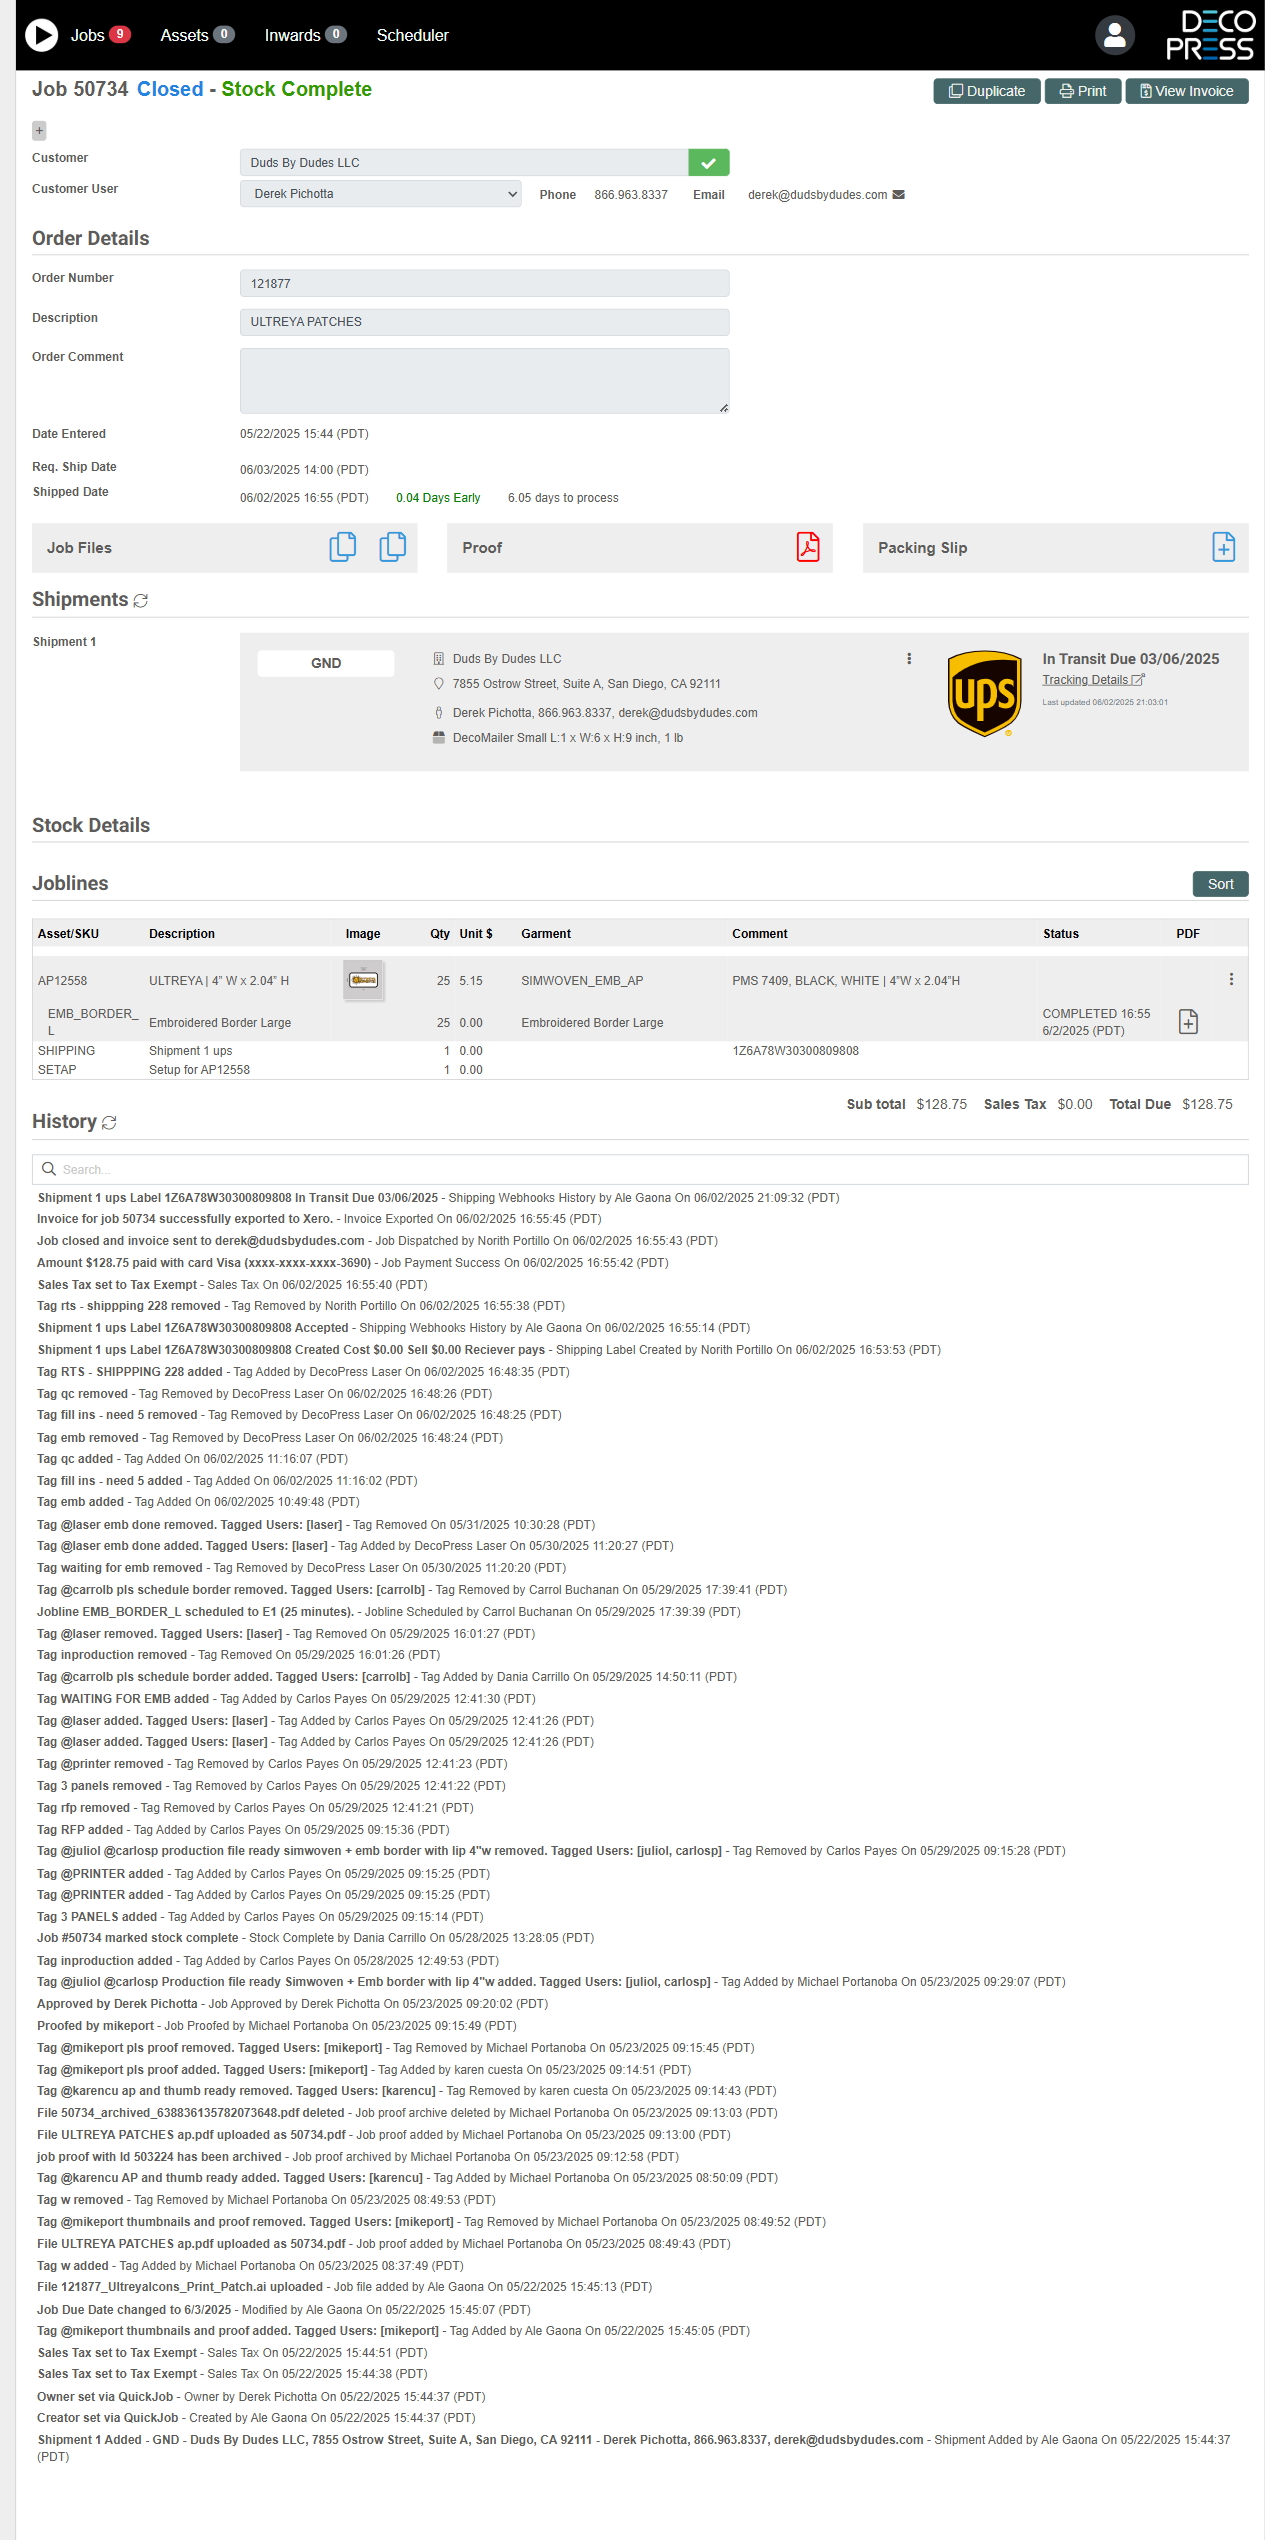 Jobs 9 Assets 0 Inwards 0 Scheduler
DECO
PRESS
Job 50734 Closed - Stock Complete
Duplicate Print View Invoice
+
Customer Duds By Dudes LLC
Customer User Derek Pichotta Phone 866.963.8337 Email derek@dudsbydudes.com
Order Details
Order Number 121877
Description ULTREYA PATCHES
Order Comment
Date Entered 05/22/2025 15:44 (PDT)
Req. Ship Date 06/03/2025 14:00 (PDT)
Shipped Date 06/02/2025 16:55 (PDT) 0.04 Days Early 6.05 days to process
Job Files Proof Packing Slip
Shipments
Shipment 1
GND
Duds By Dudes LLC
7855 Ostrow Street, Suite A, San Diego, CA 92111
Derek Pichotta, 866.963.8337, derek@dudsbydudes.com
DecoMailer Small L:1 x W:6 x H:9 inch, 1 lb
ups
In Transit Due 03/06/2025
Tracking Details
Last updated 06/02/2025 21:03:01
Stock Details
Joblines Sort
Asset/SKU Description Image Qty Unit $ Garment Comment Status PDF
AP12558 ULTREYA | 4” W x 2.04” H 25 5.15 SIMWOVEN_EMB_AP PMS 7409, BLACK, WHITE | 4”W x 2.04”H
EMB_BORDER_L Embroidered Border Large 25 0.00 Embroidered Border Large COMPLETED 16:55 6/2/2025 (PDT)
SHIPPING Shipment 1 ups 1 0.00 1Z6A78W30300809808
SETAP Setup for AP12558 1 0.00
Sub total $128.75 Sales Tax $0.00 Total Due $128.75
History
Search...
Shipment 1 ups Label 1Z6A78W30300809808 In Transit Due 03/06/2025 - Shipping Webhooks History by Ale Gaona On 06/02/2025 21:09:32 (PDT)
Invoice for job 50734 successfully exported to Xero. - Invoice Exported On 06/02/2025 16:55:45 (PDT)
Job closed and invoice sent to derek@dudsbydudes.com - Job Dispatched by Norith Portillo On 06/02/2025 16:55:43 (PDT)
Amount $128.75 paid with card Visa (xxxx-xxxx-xxxx-3690) - Job Payment Success On 06/02/2025 16:55:42 (PDT)
Sales Tax set to Tax Exempt - Sales Tax On 06/02/2025 16:55:40 (PDT)
Tag rts - shippping 228 removed - Tag Removed by Norith Portillo On 06/02/2025 16:55:38 (PDT)
Shipment 1 ups Label 1Z6A78W30300809808 Accepted - Shipping Webhooks History by Ale Gaona On 06/02/2025 16:55:14 (PDT)
Shipment 1 ups Label 1Z6A78W30300809808 Created Cost $0.00 Sell $0.00 Reciever pays - Shipping Label Created by Norith Portillo On 06/02/2025 16:53:53 (PDT)
Tag RTS - SHIPPPING 228 added - Tag Added by DecoPress Laser On 06/02/2025 16:48:35 (PDT)
Tag qc removed - Tag Removed by DecoPress Laser On 06/02/2025 16:48:26 (PDT)
Tag fill ins - need 5 removed - Tag Removed by DecoPress Laser On 06/02/2025 16:48:25 (PDT)
Tag emb removed - Tag Removed by DecoPress Laser On 06/02/2025 16:48:24 (PDT)
Tag qc added - Tag Added On 06/02/2025 11:16:07 (PDT)
Tag fill ins - need 5 added - Tag Added On 06/02/2025 11:16:02 (PDT)
Tag emb added - Tag Added On 06/02/2025 10:49:48 (PDT)
Tag @laser emb done removed. Tagged Users: [laser] - Tag Removed On 05/31/2025 10:30:28 (PDT)
Tag @laser emb done added. Tagged Users: [laser] - Tag Added by DecoPress Laser On 05/30/2025 11:20:27 (PDT)
Tag waiting for emb removed - Tag Removed by DecoPress Laser On 05/30/2025 11:20:20 (PDT)
Tag @carrolb pls schedule border removed. Tagged Users: [carrolb] - Tag Removed by Carrol Buchanan On 05/29/2025 17:39:41 (PDT)
Jobline EMB_BORDER_L scheduled to E1 (25 minutes). - Jobline Scheduled by Carrol Buchanan On 05/29/2025 17:39:39 (PDT)
Tag @laser removed. Tagged Users: [laser] - Tag Removed On 05/29/2025 16:01:27 (PDT)
Tag inproduction removed - Tag Removed On 05/29/2025 16:01:26 (PDT)
Tag @carrolb pls schedule border added. Tagged Users: [carrolb] - Tag Added by Dania Carrillo On 05/29/2025 14:50:11 (PDT)
Tag WAITING FOR EMB added - Tag Added by Carlos Payes On 05/29/2025 12:41:30 (PDT)
Tag @laser added. Tagged Users: [laser] - Tag Added by Carlos Payes On 05/29/2025 12:41:26 (PDT)
Tag @laser added. Tagged Users: [laser] - Tag Added by Carlos Payes On 05/29/2025 12:41:26 (PDT)
Tag @printer removed - Tag Removed by Carlos Payes On 05/29/2025 12:41:23 (PDT)
Tag 3 panels removed - Tag Removed by Carlos Payes On 05/29/2025 12:41:22 (PDT)
Tag rfp removed - Tag Removed by Carlos Payes On 05/29/2025 12:41:21 (PDT)
Tag RFP added - Tag Added by Carlos Payes On 05/29/2025 09:15:36 (PDT)
Tag @juliol @carlosp production file ready simwoven + emb border with lip 4"w removed. Tagged Users: [juliol, carlosp] - Tag Removed by Carlos Payes On 05/29/2025 09:15:28 (PDT)
Tag @PRINTER added - Tag Added by Carlos Payes On 05/29/2025 09:15:25 (PDT)
Tag @PRINTER added - Tag Added by Carlos Payes On 05/29/2025 09:15:25 (PDT)
Tag 3 PANELS added - Tag Added by Carlos Payes On 05/29/2025 09:15:14 (PDT)
Job #50734 marked stock complete - Stock Complete by Dania Carrillo On 05/28/2025 13:28:05 (PDT)
Tag inproduction added - Tag Added by Carlos Payes On 05/28/2025 12:49:53 (PDT)
Tag @juliol @carlosp Production file ready Simwoven + Emb border with lip 4"w added. Tagged Users: [juliol, carlosp] - Tag Added by Michael Portanoba On 05/23/2025 09:29:07 (PDT)
Approved by Derek Pichotta - Job Approved by Derek Pichotta On 05/23/2025 09:20:02 (PDT)
Proofed by mikeport - Job Proofed by Michael Portanoba On 05/23/2025 09:15:49 (PDT)
Tag @mikeport pls proof removed. Tagged Users: [mikeport] - Tag Removed by Michael Portanoba On 05/23/2025 09:15:45 (PDT)
Tag @mikeport pls proof added. Tagged Users: [mikeport] - Tag Added by karen cuesta On 05/23/2025 09:14:51 (PDT)
Tag @karencu ap and thumb ready removed. Tagged Users: [karencu] - Tag Removed by karen cuesta On 05/23/2025 09:14:43 (PDT)
File 50734_archived_638836135782073648.pdf deleted - Job proof archive deleted by Michael Portanoba On 05/23/2025 09:13:03 (PDT)
File ULTREYA PATCHES ap.pdf uploaded as 50734.pdf - Job proof added by Michael Portanoba On 05/23/2025 09:13:00 (PDT)
job proof with Id 503224 has been archived - Job proof archived by Michael Portanoba On 05/23/2025 09:12:58 (PDT)
Tag @karencu AP and thumb ready added. Tagged Users: [karencu] - Tag Added by Michael Portanoba On 05/23/2025 08:50:09 (PDT)
Tag w removed - Tag Removed by Michael Portanoba On 05/23/2025 08:49:53 (PDT)
Tag @mikeport thumbnails and proof removed. Tagged Users: [mikeport] - Tag Removed by Michael Portanoba On 05/23/2025 08:49:52 (PDT)
File ULTREYA PATCHES ap.pdf uploaded as 50734.pdf - Job proof added by Michael Portanoba On 05/23/2025 08:49:43 (PDT)
Tag w added - Tag Added by Michael Portanoba On 05/23/2025 08:37:49 (PDT)
File 121877_UltreyaIcons_Print_Patch.ai uploaded - Job file added by Ale Gaona On 05/22/2025 15:45:13 (PDT)
Job Due Date changed to 6/3/2025 - Modified by Ale Gaona On 05/22/2025 15:45:07 (PDT)
Tag @mikeport thumbnails and proof added. Tagged Users: [mikeport] - Tag Added by Ale Gaona On 05/22/2025 15:45:05 (PDT)
Sales Tax set to Tax Exempt - Sales Tax On 05/22/2025 15:44:51 (PDT)
Sales Tax set to Tax Exempt - Sales Tax On 05/22/2025 15:44:38 (PDT)
Owner set via QuickJob - Owner by Derek Pichotta On 05/22/2025 15:44:37 (PDT)
Creator set via QuickJob - Created by Ale Gaona On 05/22/2025 15:44:37 (PDT)
Shipment 1 Added - GND - Duds By Dudes LLC, 7855 Ostrow Street, Suite A, San Diego, CA 92111 - Derek Pichotta, 866.963.8337, derek@dudsbydudes.com - Shipment Added by Ale Gaona On 05/22/2025 15:44:37
(PDT)